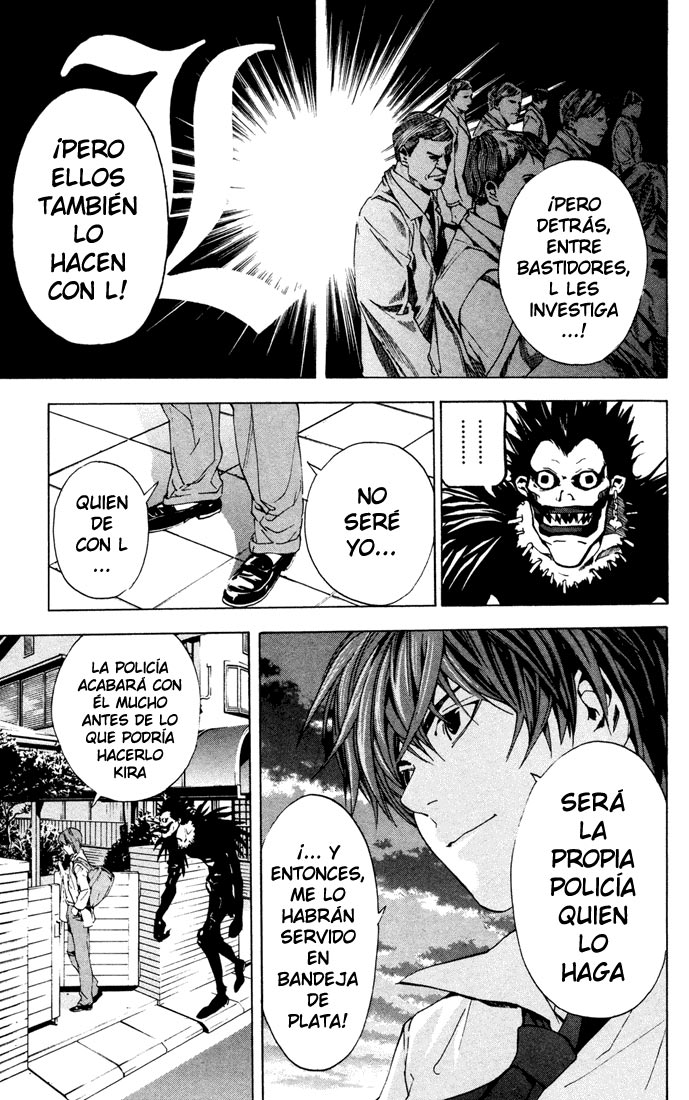 ¡PERO
DETRÁS,
ENTRE
BASTIDORES,
L LES
INVESTIGA
...!
L
¡PERO
ELLOS
TAMBIÉN
LO
HACEN
CON L!
......
NO
SERÉ
YO...
QUIEN
DE
CON L
...
SERÁ
LA
PROPIA
POLICÍA
QUIEN
LO
HAGA
¡... Y
ENTONCES,
ME LO
HABRÁN
SERVIDO
EN
BANDEJA
DE
PLATA!
LA POLICÍA
ACABARÁ CON
ÉL MUCHO
ANTES DE LO
QUE PODRÍA
HACERLO
KIRA